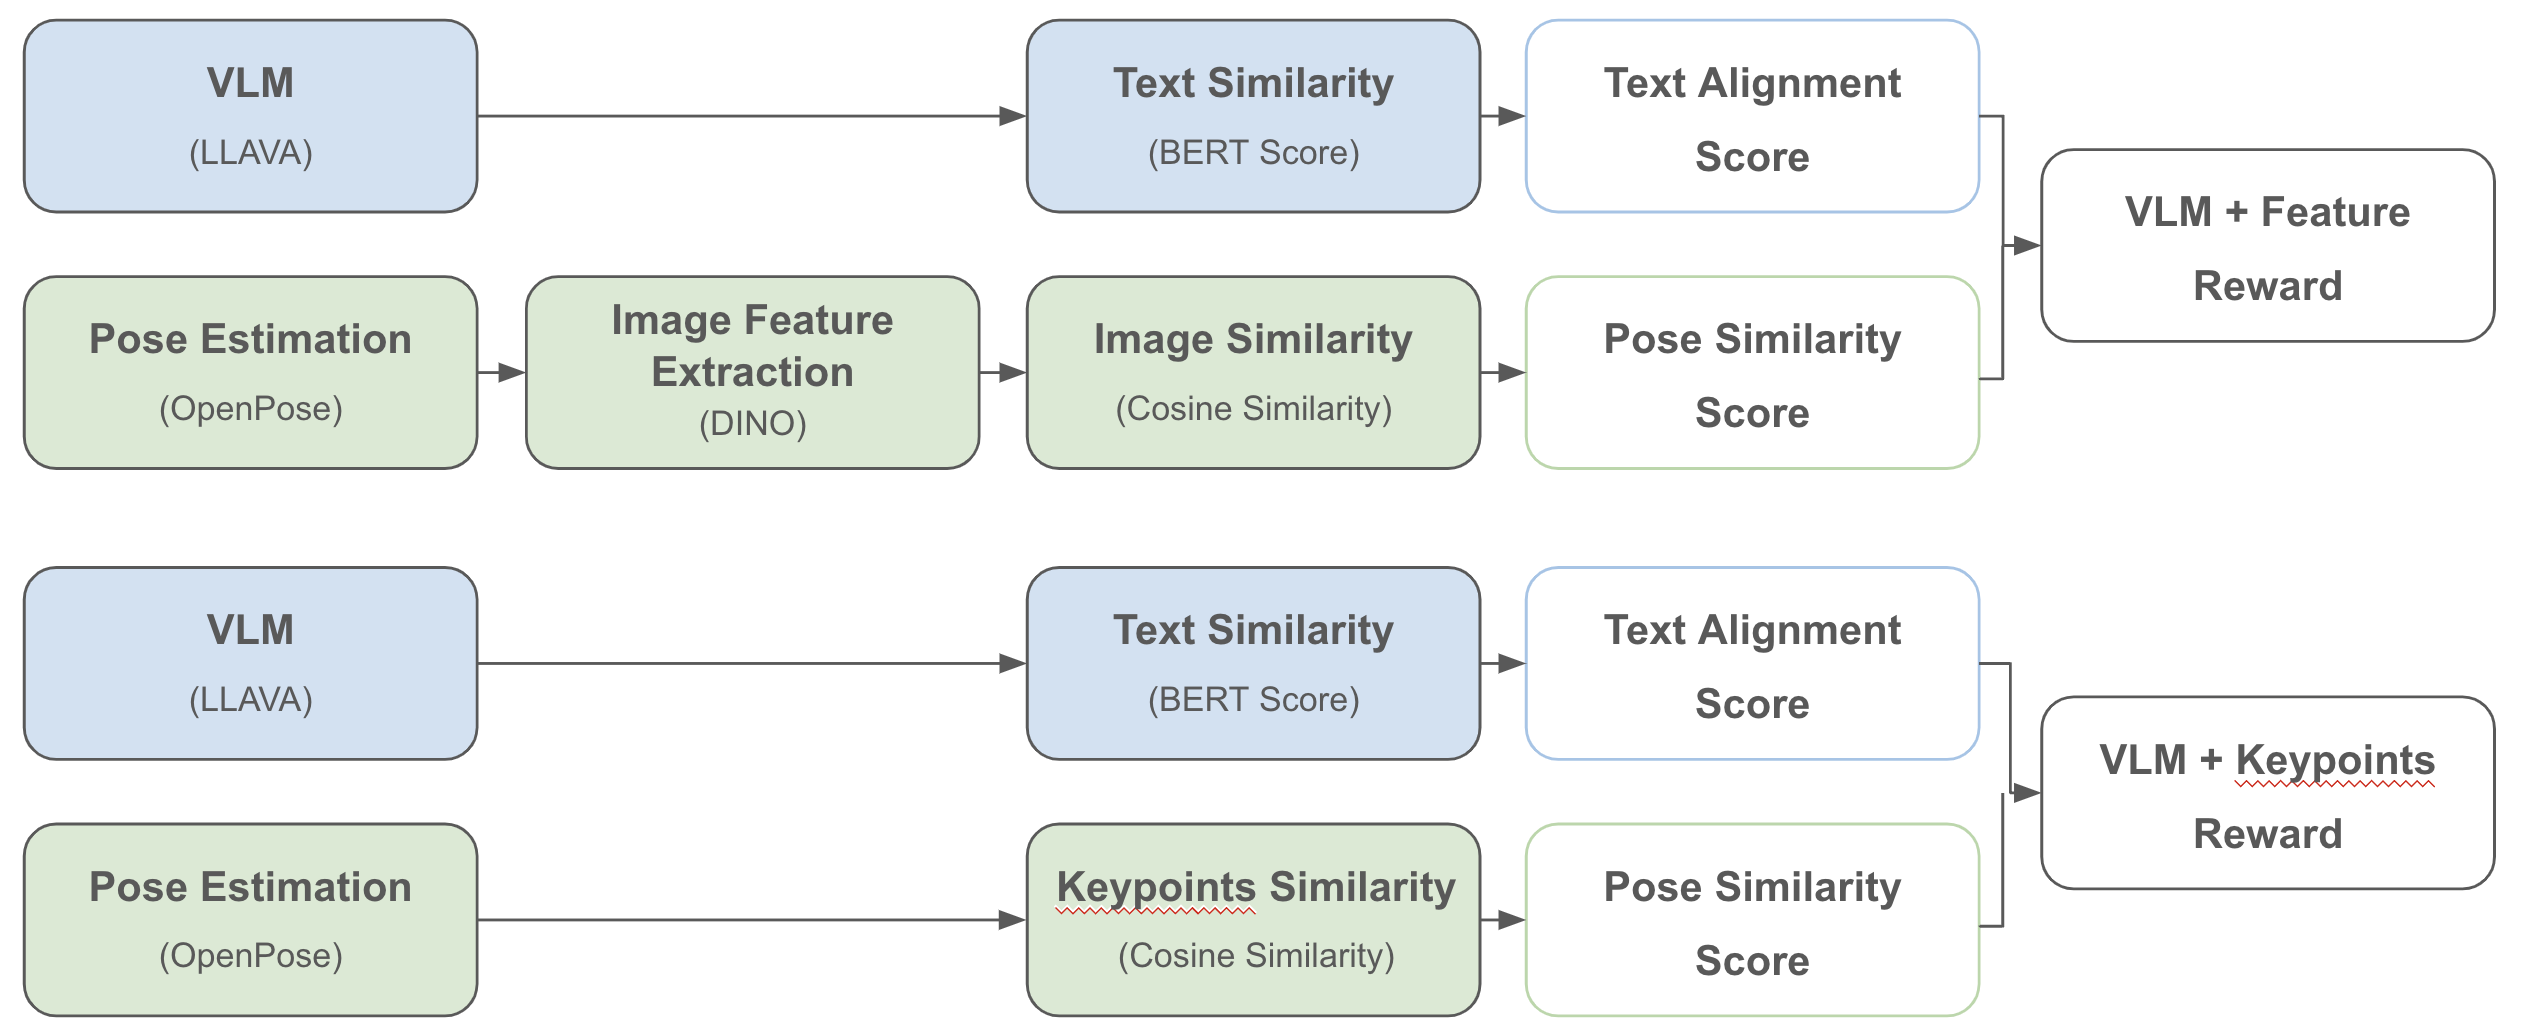 VLM
(LLAVA)
Text Similarity
(BERT Score)
Text Alignment
Score
VLM + Feature
Reward
Pose Estimation
(OpenPose)
Image Feature
Extraction
(DINO)
Image Similarity
(Cosine Similarity)
Pose Similarity
Score
VLM
(LLAVA)
Text Similarity
(BERT Score)
Text Alignment
Score
VLM + Keypoints
Reward
Pose Estimation
(OpenPose)
Keypoints Similarity
(Cosine Similarity)
Pose Similarity
Score